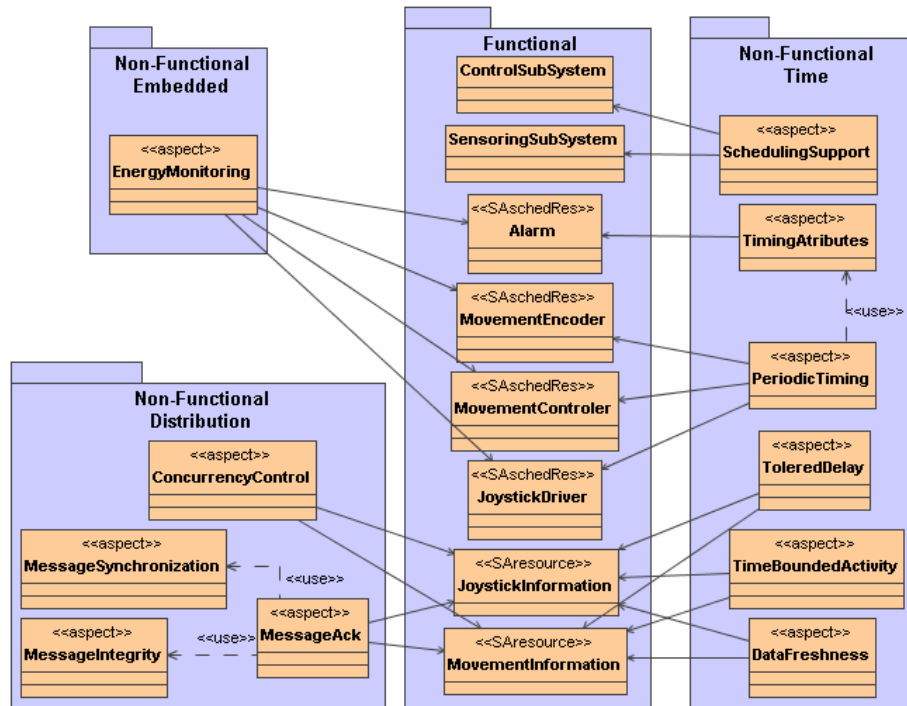 Non-Functional
Embedded
<<aspect>>
EnergyMonitoring
Functional
ControlSubSystem
SensoringSubSystem
<<SAschedRes>>
Alarm
<<SAschedRes>>
MovementEncoder
<<SAschedRes>>
MovementControler
<<SAschedRes>>
JoystickDriver
<<SAresource>>
JoystickInformation
<<SAresource>>
MovementInformation
Non-Functional
Time
<<aspect>>
SchedulingSupport
<<aspect>>
TimingAtributes
<<use>>
<<aspect>>
PeriodicTiming
<<aspect>>
ToleredDelay
<<aspect>>
TimeBoundedActivity
<<aspect>>
DataFreshness
Non-Functional
Distribution
<<aspect>>
ConcurrencyControl
<<aspect>>
MessageSynchronization
<<use>>
<<aspect>>
MessageAck
<<use>>
<<aspect>>
MessageIntegrity